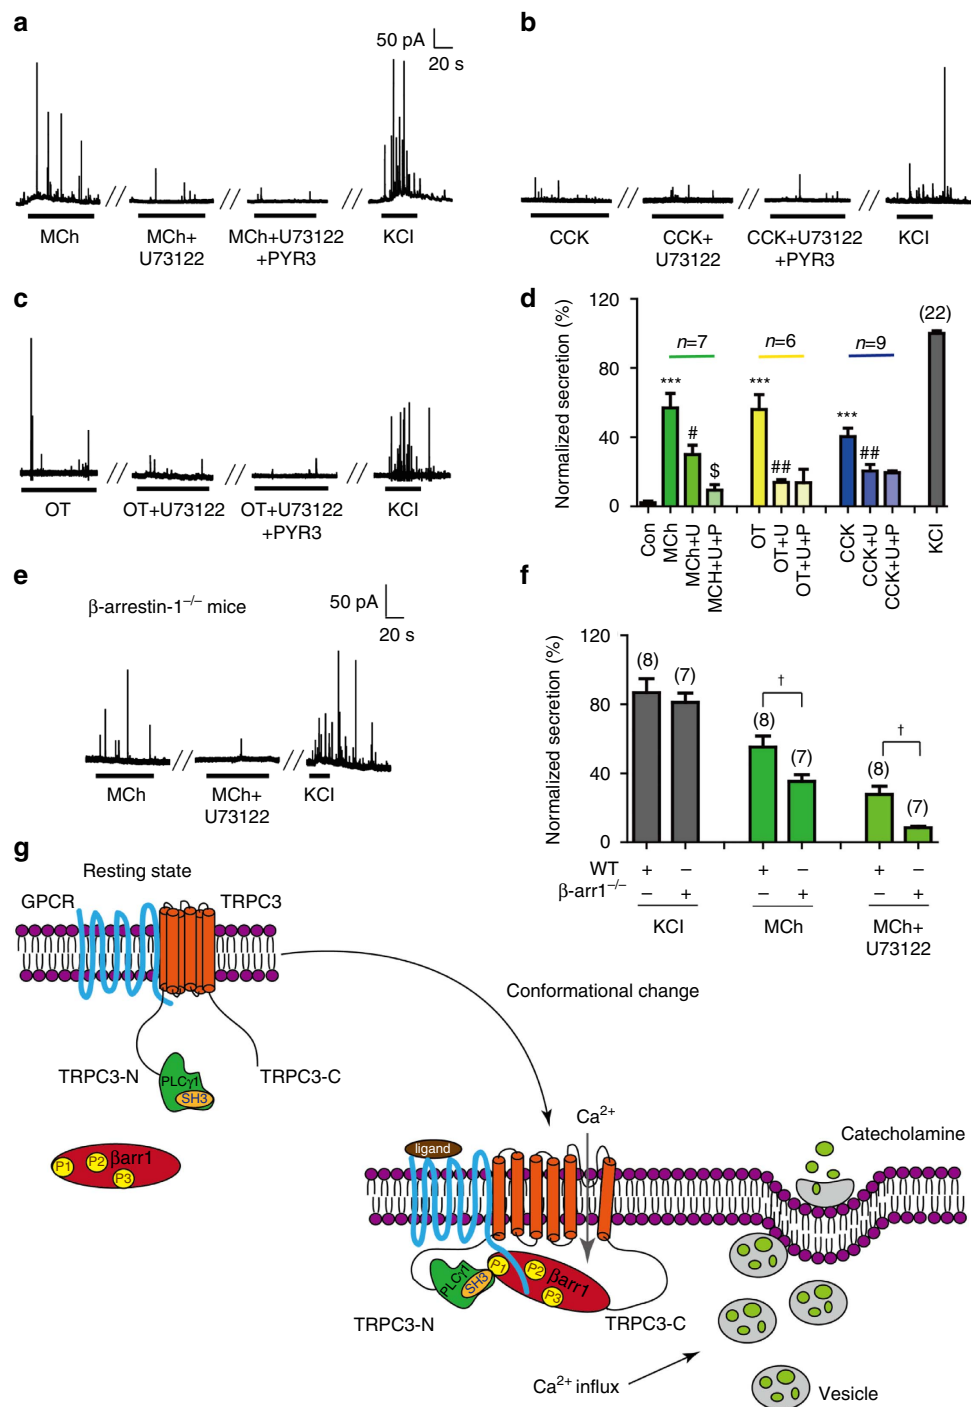 a
50 pA
20 s
MCh
MCh+
U73122
MCh+U73122
+PYR3
KCl
b
CCK
CCK+
U73122
CCK+U73122
+PYR3
KCl
c
OT
OT+U73122
OT+U73122
+PYR3
KCl
d
Normalized secretion (%)
120
80
40
0
n=7
n=6
n=9
(22)
***
#
$
***
##
***
##
Con
MCh
MCh+U
MCH+U+P
OT
OT+U
OT+U+P
CCK
CCK+U
CCK+U+P
KCl
e
β-arrestin-1−/− mice
50 pA
20 s
MCh
MCh+
U73122
KCl
f
Normalized secretion (%)
120
80
40
0
(8)
(7)
†
(8)
(7)
†
(8)
(7)
WT + − + − + −
β-arr1−/− − + − + − +
KCl
MCh
MCh+
U73122
g
Resting state
GPCR
TRPC3
TRPC3-N
TRPC3-C
PLCγ1
SH3
P1
P2
βarr1
P3
Conformational change
Ca2+
ligand
Catecholamine
PLCγ1
SH3
P1
P2
βarr1
P3
TRPC3-N
TRPC3-C
Ca2+ influx
Vesicle